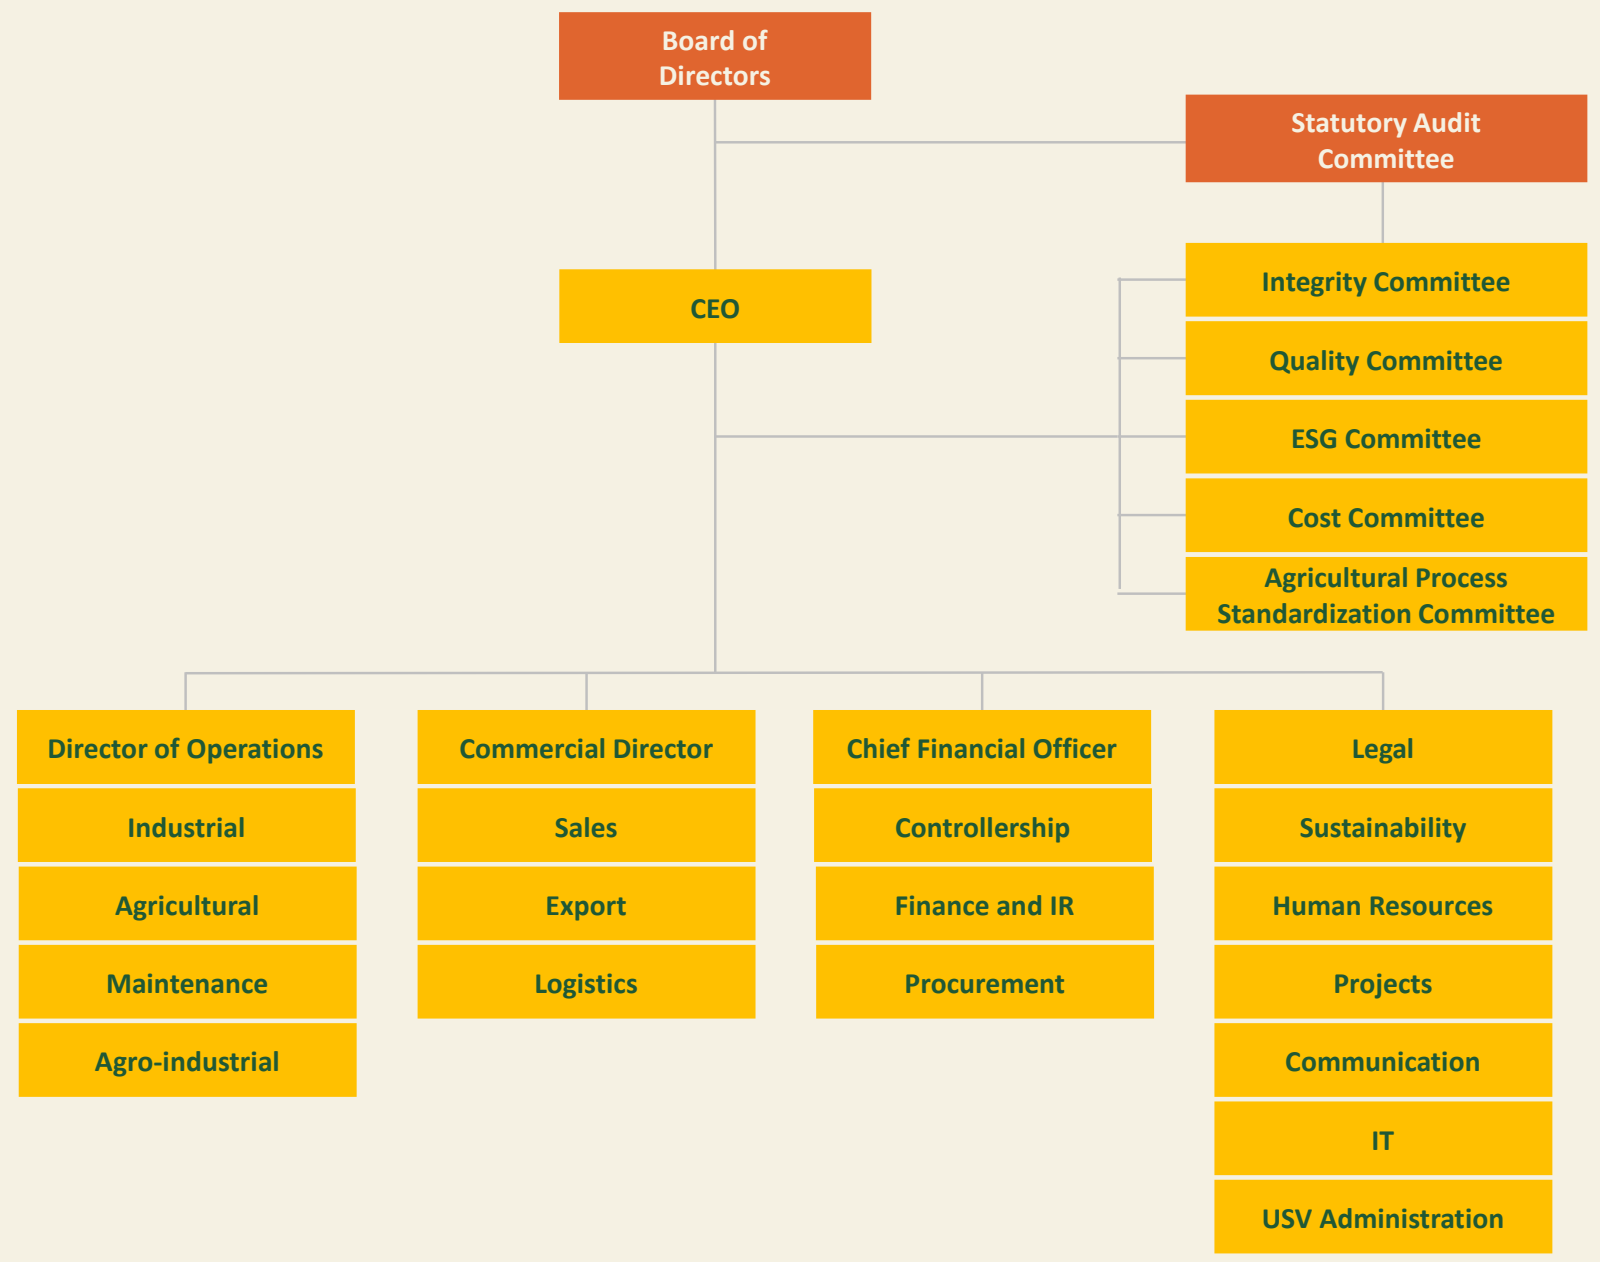 Board of
Directors
Statutory Audit
Committee
Integrity Committee
CEO
Quality Committee
ESG Committee
Cost Committee
Agricultural Process
Standardization Committee
Director of Operations
Industrial
Agricultural
Maintenance
Agro-industrial
Commercial Director
Sales
Export
Logistics
Chief Financial Officer
Controllership
Finance and IR
Procurement
Legal
Sustainability
Human Resources
Projects
Communication
IT
USV Administration